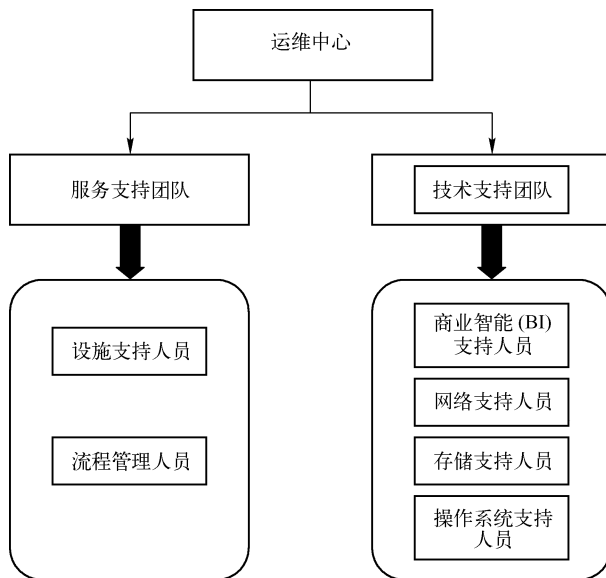 运维中心
服务支持团队
技术支持团队
设施支持人员
流程管理人员
商业智能(BI)
支持人员
网络支持人员
存储支持人员
操作系统支持
人员